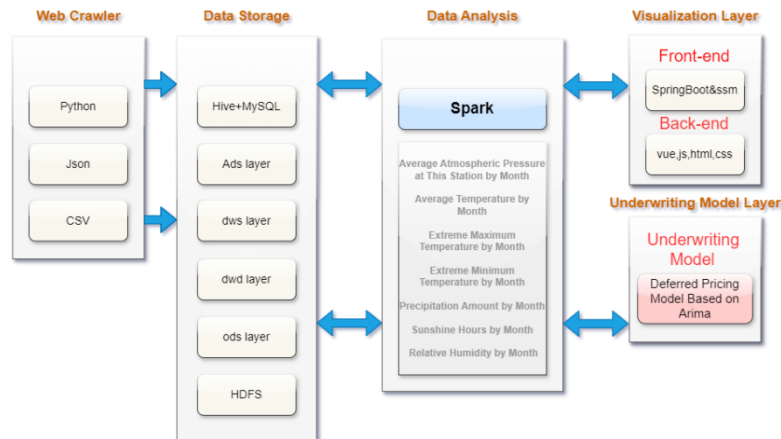 Web Crawler
Python
Json
CSV
Data Storage
Hive+MySQL
Ads layer
dws layer
dwd layer
ods layer
HDFS
Data Analysis
Spark
Average Atmospheric Pressure
at This Station by Month
Average Temperature by
Month
Extreme Maximum
Temperature by Month
Extreme Minimum
Temperature by Month
Precipitation Amount by Month
Sunshine Hours by Month
Relative Humidity by Month
Visualization Layer
Front-end
SpringBoot&ssm
Back-end
vue,js,html,css
Underwriting Model Layer
Underwriting
Model
Deferred Pricing
Model Based on
Arima